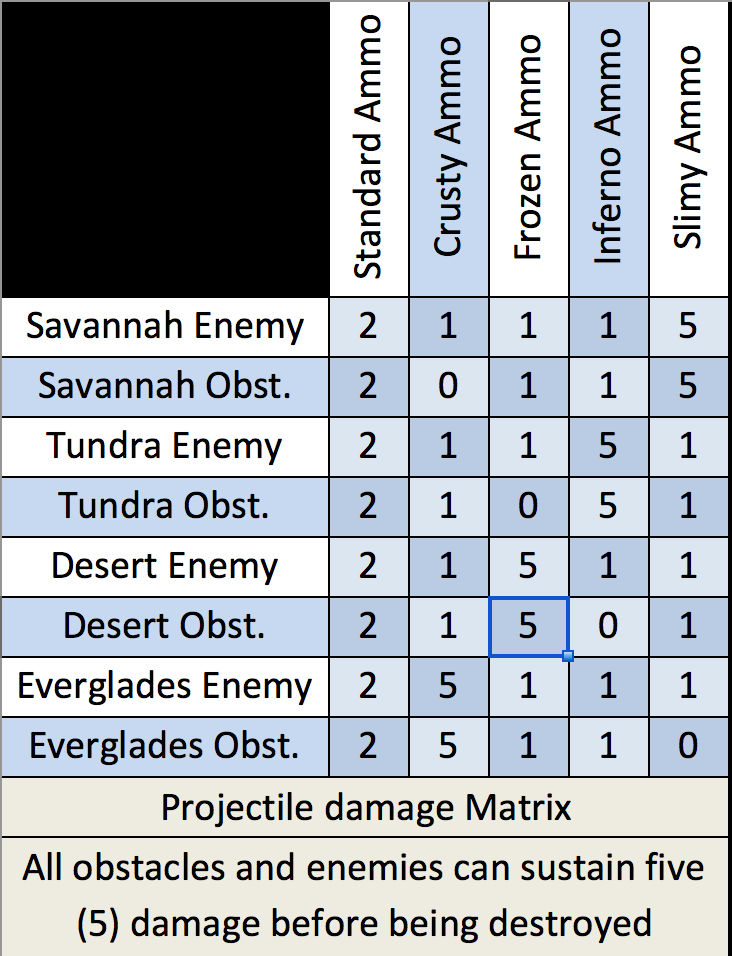 Standard Ammo
Crusty Ammo
Frozen Ammo
Inferno Ammo
Slimy Ammo
Savannah Enemy 2 1 1 1 5
Savannah Obst. 2 0 1 1 5
Tundra Enemy 2 1 1 5 1
Tundra Obst. 2 1 0 5 1
Desert Enemy 2 1 5 1 1
Desert Obst. 2 1 5 0 1
Everglades Enemy 2 5 1 1 1
Everglades Obst. 2 5 1 1 0
Projectile damage Matrix
All obstacles and enemies can sustain five
(5) damage before being destroyed